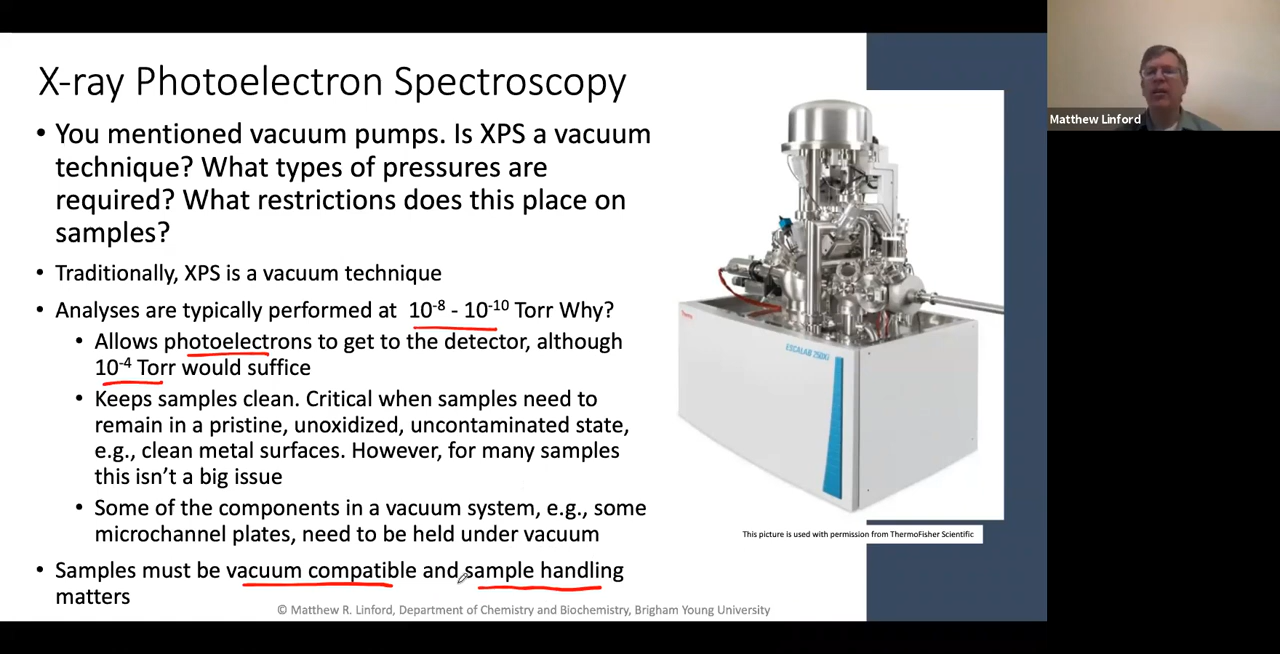 X-ray Photoelectron Spectroscopy
• You mentioned vacuum pumps. Is XPS a vacuum
technique? What types of pressures are
required? What restrictions does this place on
samples?
• Traditionally, XPS is a vacuum technique
• Analyses are typically performed at 10⁻⁸ - 10⁻¹⁰ Torr Why?
• Allows photoelectrons to get to the detector, although
10⁻⁴ Torr would suffice
• Keeps samples clean. Critical when samples need to
remain in a pristine, unoxidized, uncontaminated state,
e.g., clean metal surfaces. However, for many samples
this isn't a big issue
• Some of the components in a vacuum system, e.g., some
microchannel plates, need to be held under vacuum
• Samples must be vacuum compatible and sample handling
matters
© Matthew R. Linford, Department of Chemistry and Biochemistry, Brigham Young University
Thermo
ESCALAB 250Xi
This picture is used with permission from ThermoFisher Scientific
Matthew Linford